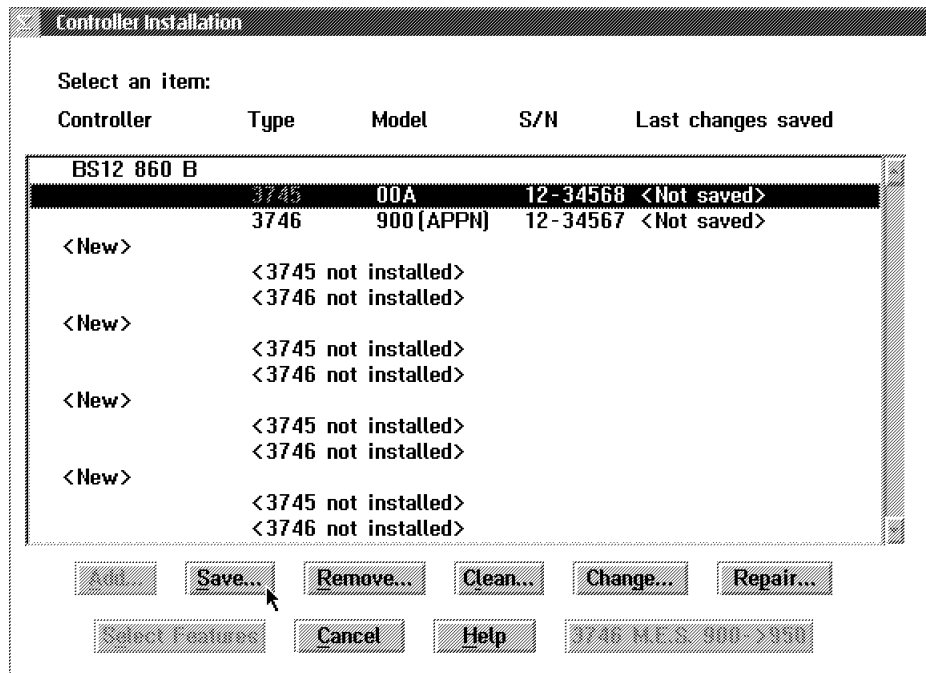 Controller Installation
Select an item:
Controller Type Model S/N Last changes saved
BS12 860 B
3745 00A 12-34568 <Not saved>
3746 900(APPN) 12-34567 <Not saved>
<New>
<3745 not installed>
<3746 not installed>
<New>
<3745 not installed>
<3746 not installed>
<New>
<3745 not installed>
<3746 not installed>
<New>
<3745 not installed>
<3746 not installed>
Add... Save... Remove... Clean... Change... Repair...
Select Features Cancel Help 3746 M.E.S. 900->950